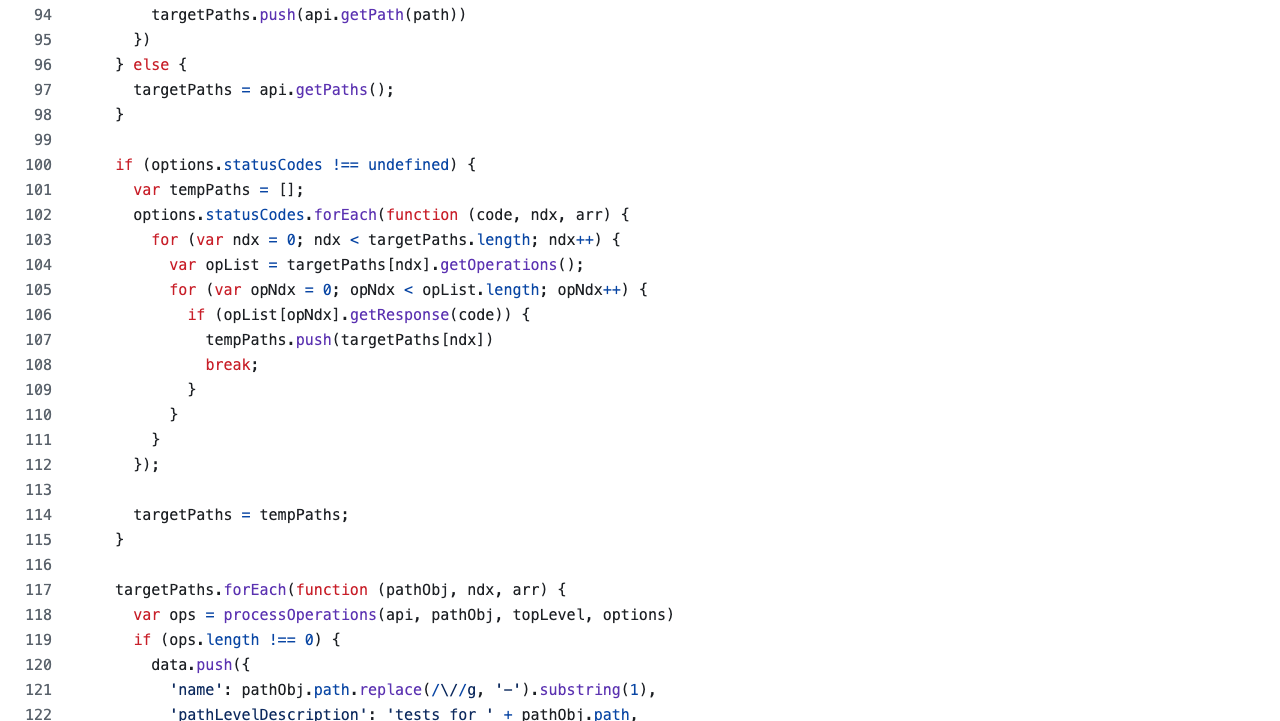 94 targetPaths.push(api.getPath(path))
95 })
96 } else {
97 targetPaths = api.getPaths();
98 }
99
100 if (options.statusCodes !== undefined) {
101 var tempPaths = [];
102 options.statusCodes.forEach(function (code, ndx, arr) {
103 for (var ndx = 0; ndx < targetPaths.length; ndx++) {
104 var opList = targetPaths[ndx].getOperations();
105 for (var opNdx = 0; opNdx < opList.length; opNdx++) {
106 if (opList[opNdx].getResponse(code)) {
107 tempPaths.push(targetPaths[ndx])
108 break;
109 }
110 }
111 }
112 });
113
114 targetPaths = tempPaths;
115 }
116
117 targetPaths.forEach(function (pathObj, ndx, arr) {
118 var ops = processOperations(api, pathObj, topLevel, options)
119 if (ops.length !== 0) {
120 data.push({
121 'name': pathObj.path.replace(/\//g, '-').substring(1),
122 'pathLevelDescription': 'tests for ' + pathObj.path,